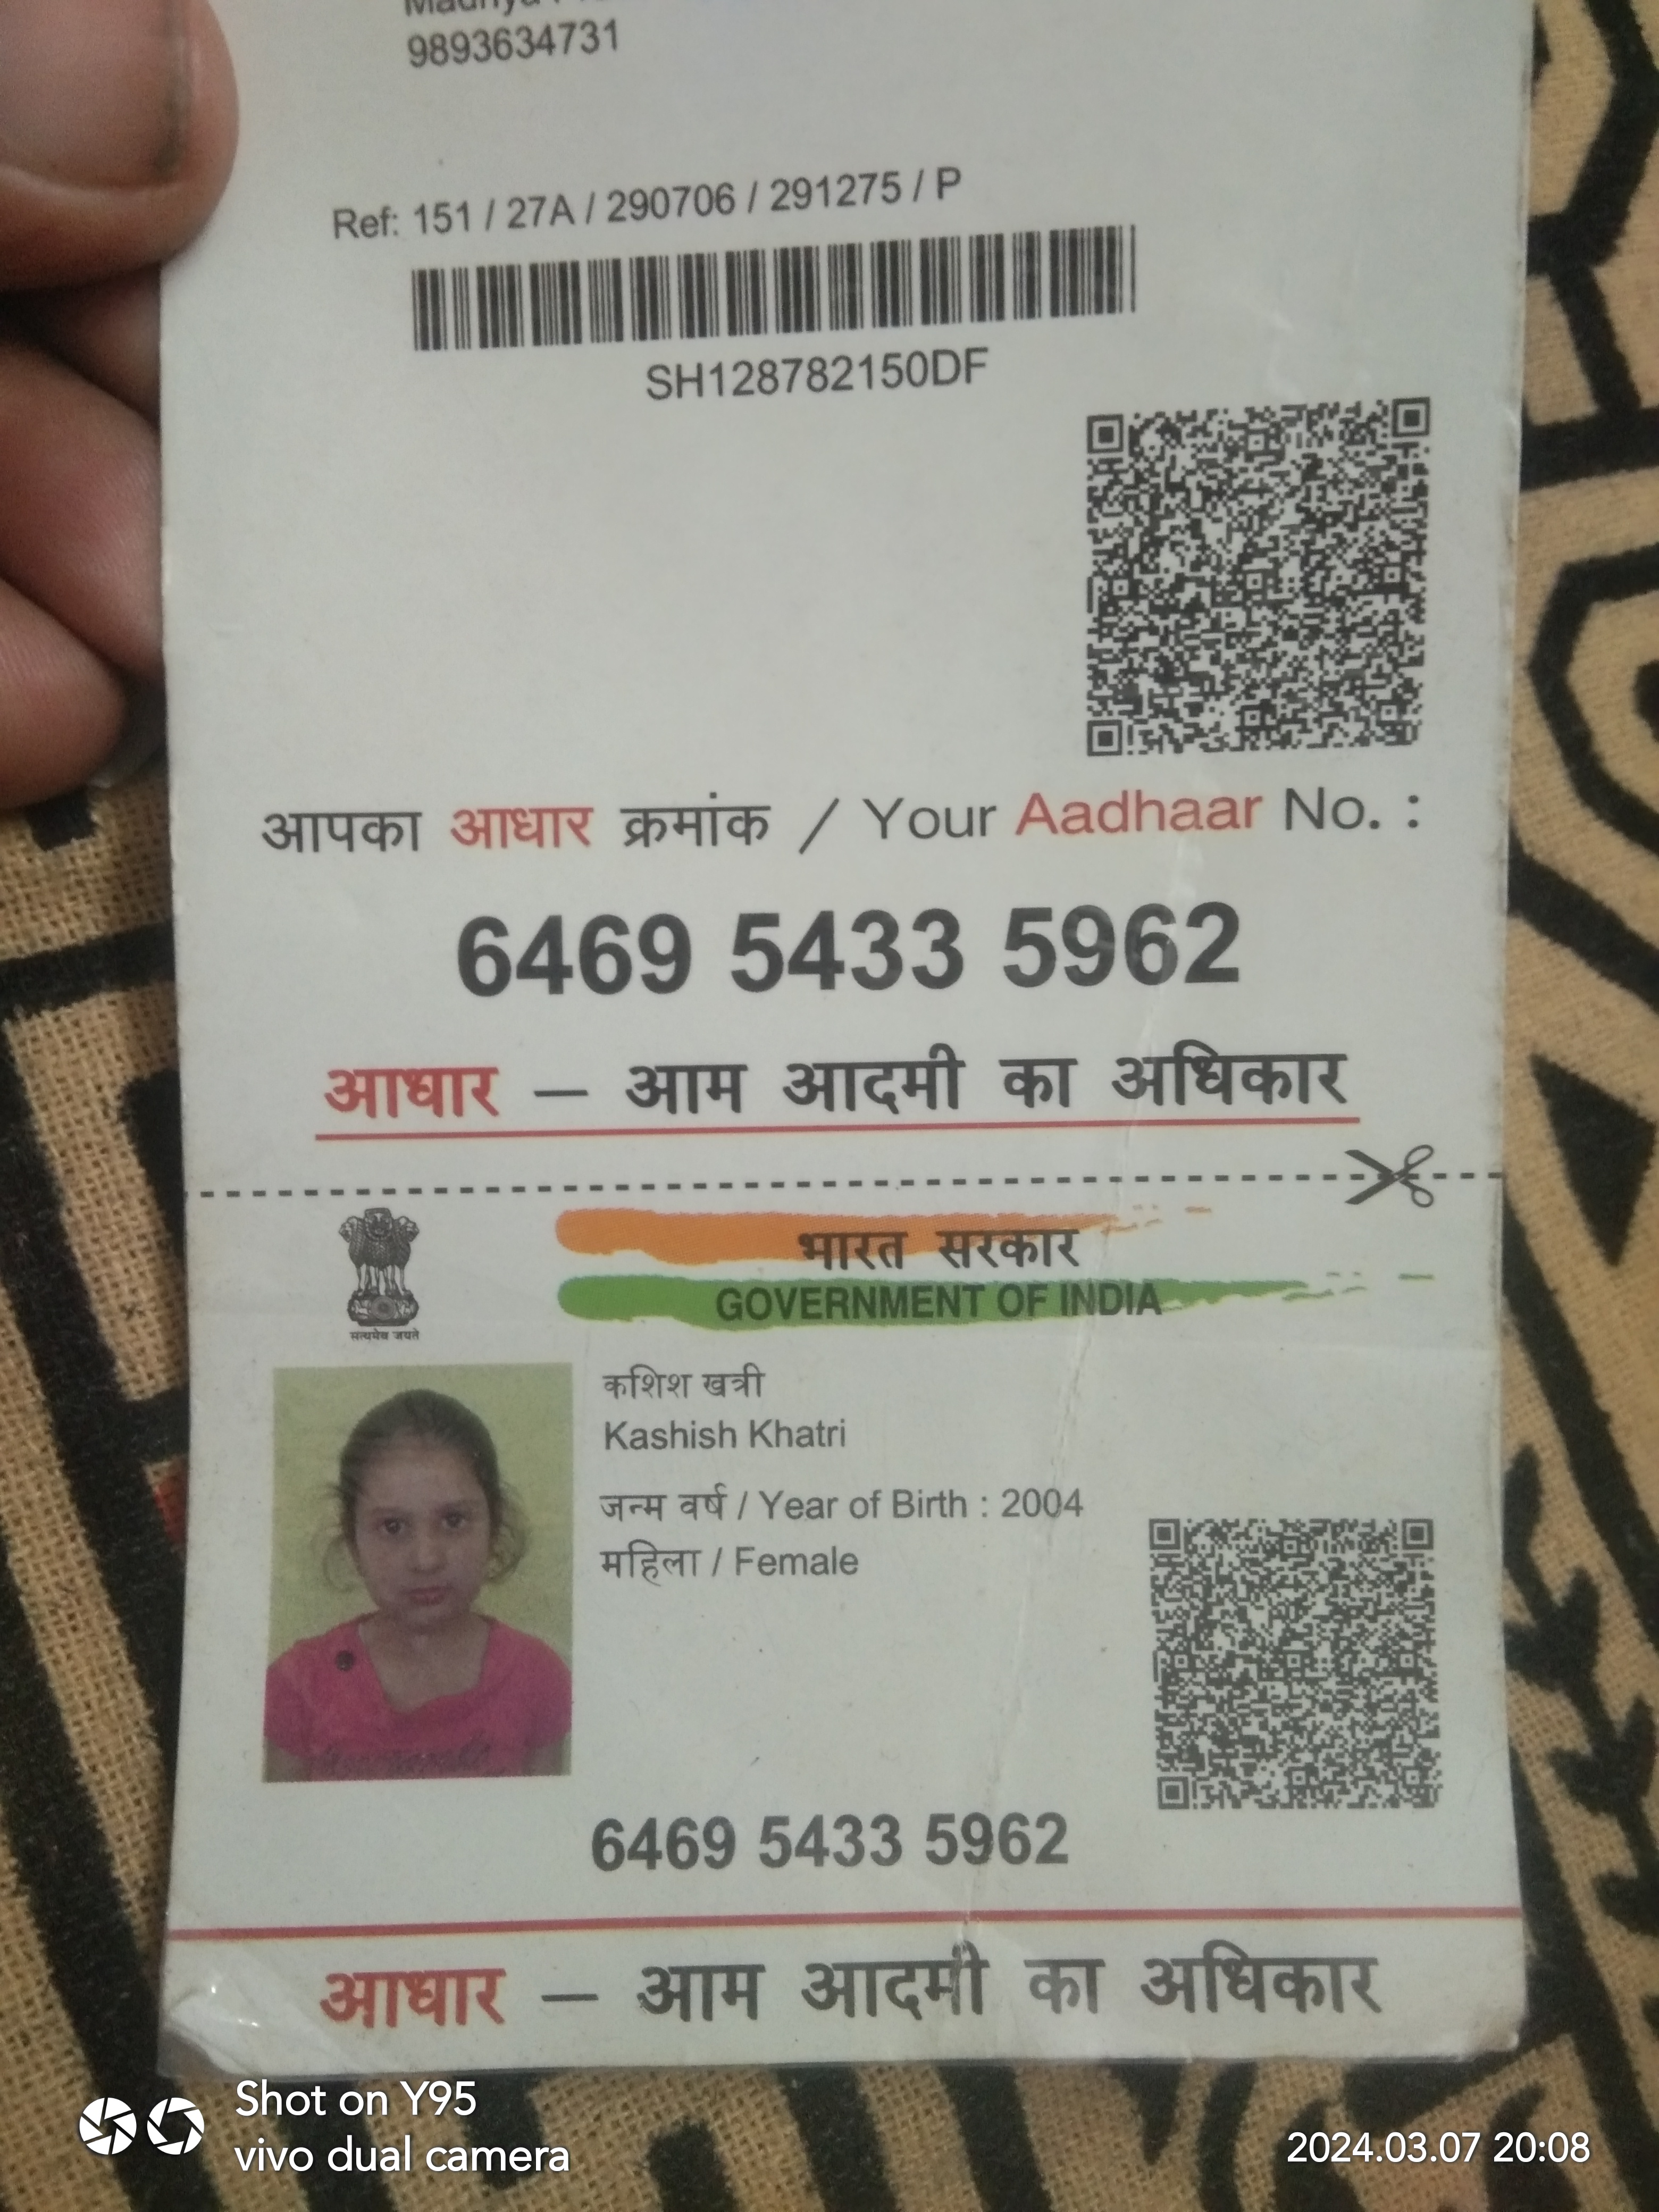 9893634731
Ref: 151 / 27A / 290706 / 291275 / P
SH128782150DF
आपका आधार क्रमांक / Your Aadhaar No. :
6469 5433 5962
आधार – आम आदमी का अधिकार
भारत सरकार
GOVERNMENT OF INDIA
सत्यमेव जयते
कशिश खत्री
Kashish Khatri
जन्म वर्ष / Year of Birth : 2004
महिला / Female
6469 5433 5962
आधार – आम आदमी का अधिकार
Shot on Y95
vivo dual camera
2024.03.07 20:08